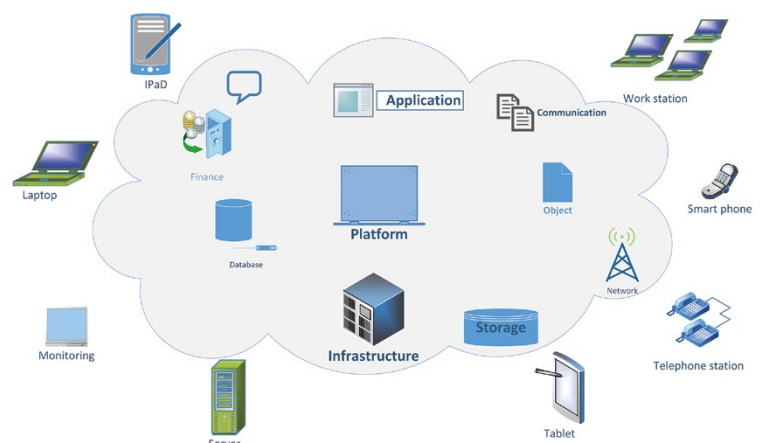 IPaD
Work station
Application
Communication
Finance
Laptop
Object
Smart phone
Platform
Database
Network
Storage
Monitoring
Infrastructure
Telephone station
Tablet
Server